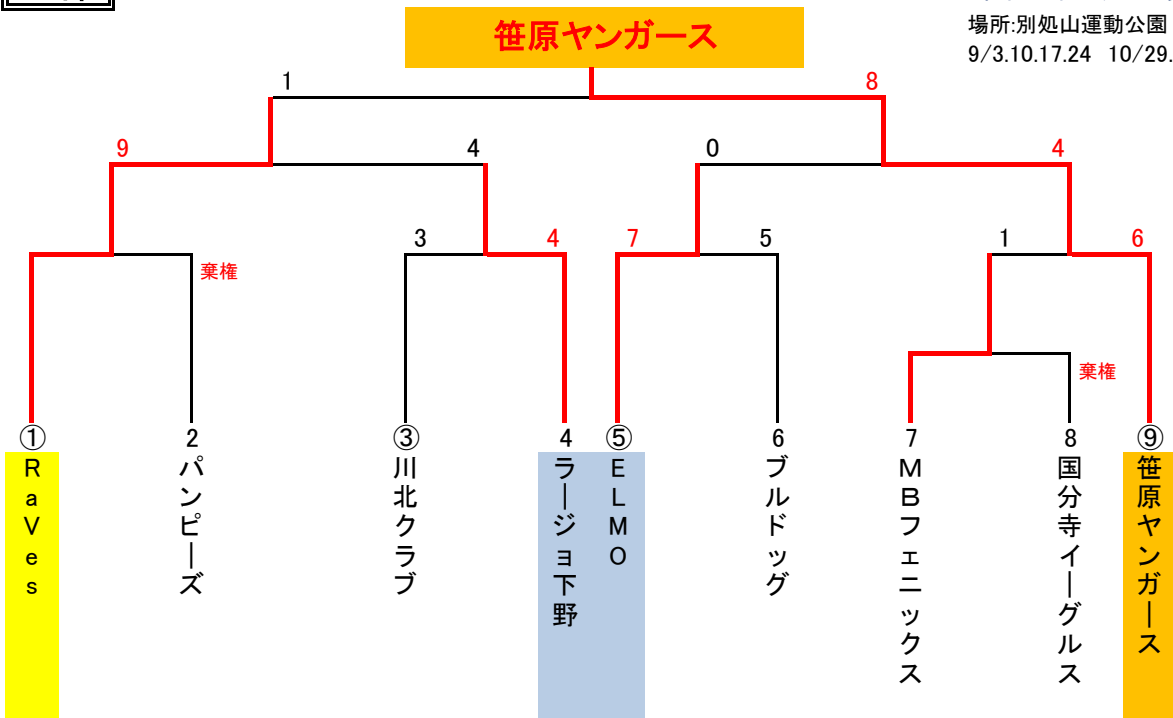 笹原ヤンガース
場所:別処山運動公園
9/3.10.17.24 10/29.
1
8
9
4
0
4
3
4
7
5
1
6
棄権
棄権
①
2
③
4
⑤
6
7
8
⑨
RaVes
パンピーズ
川北クラブ
ラージョ下野
ELMO
ブルドッグ
MBフェニックス
国分寺イーグルス
笹原ヤンガース